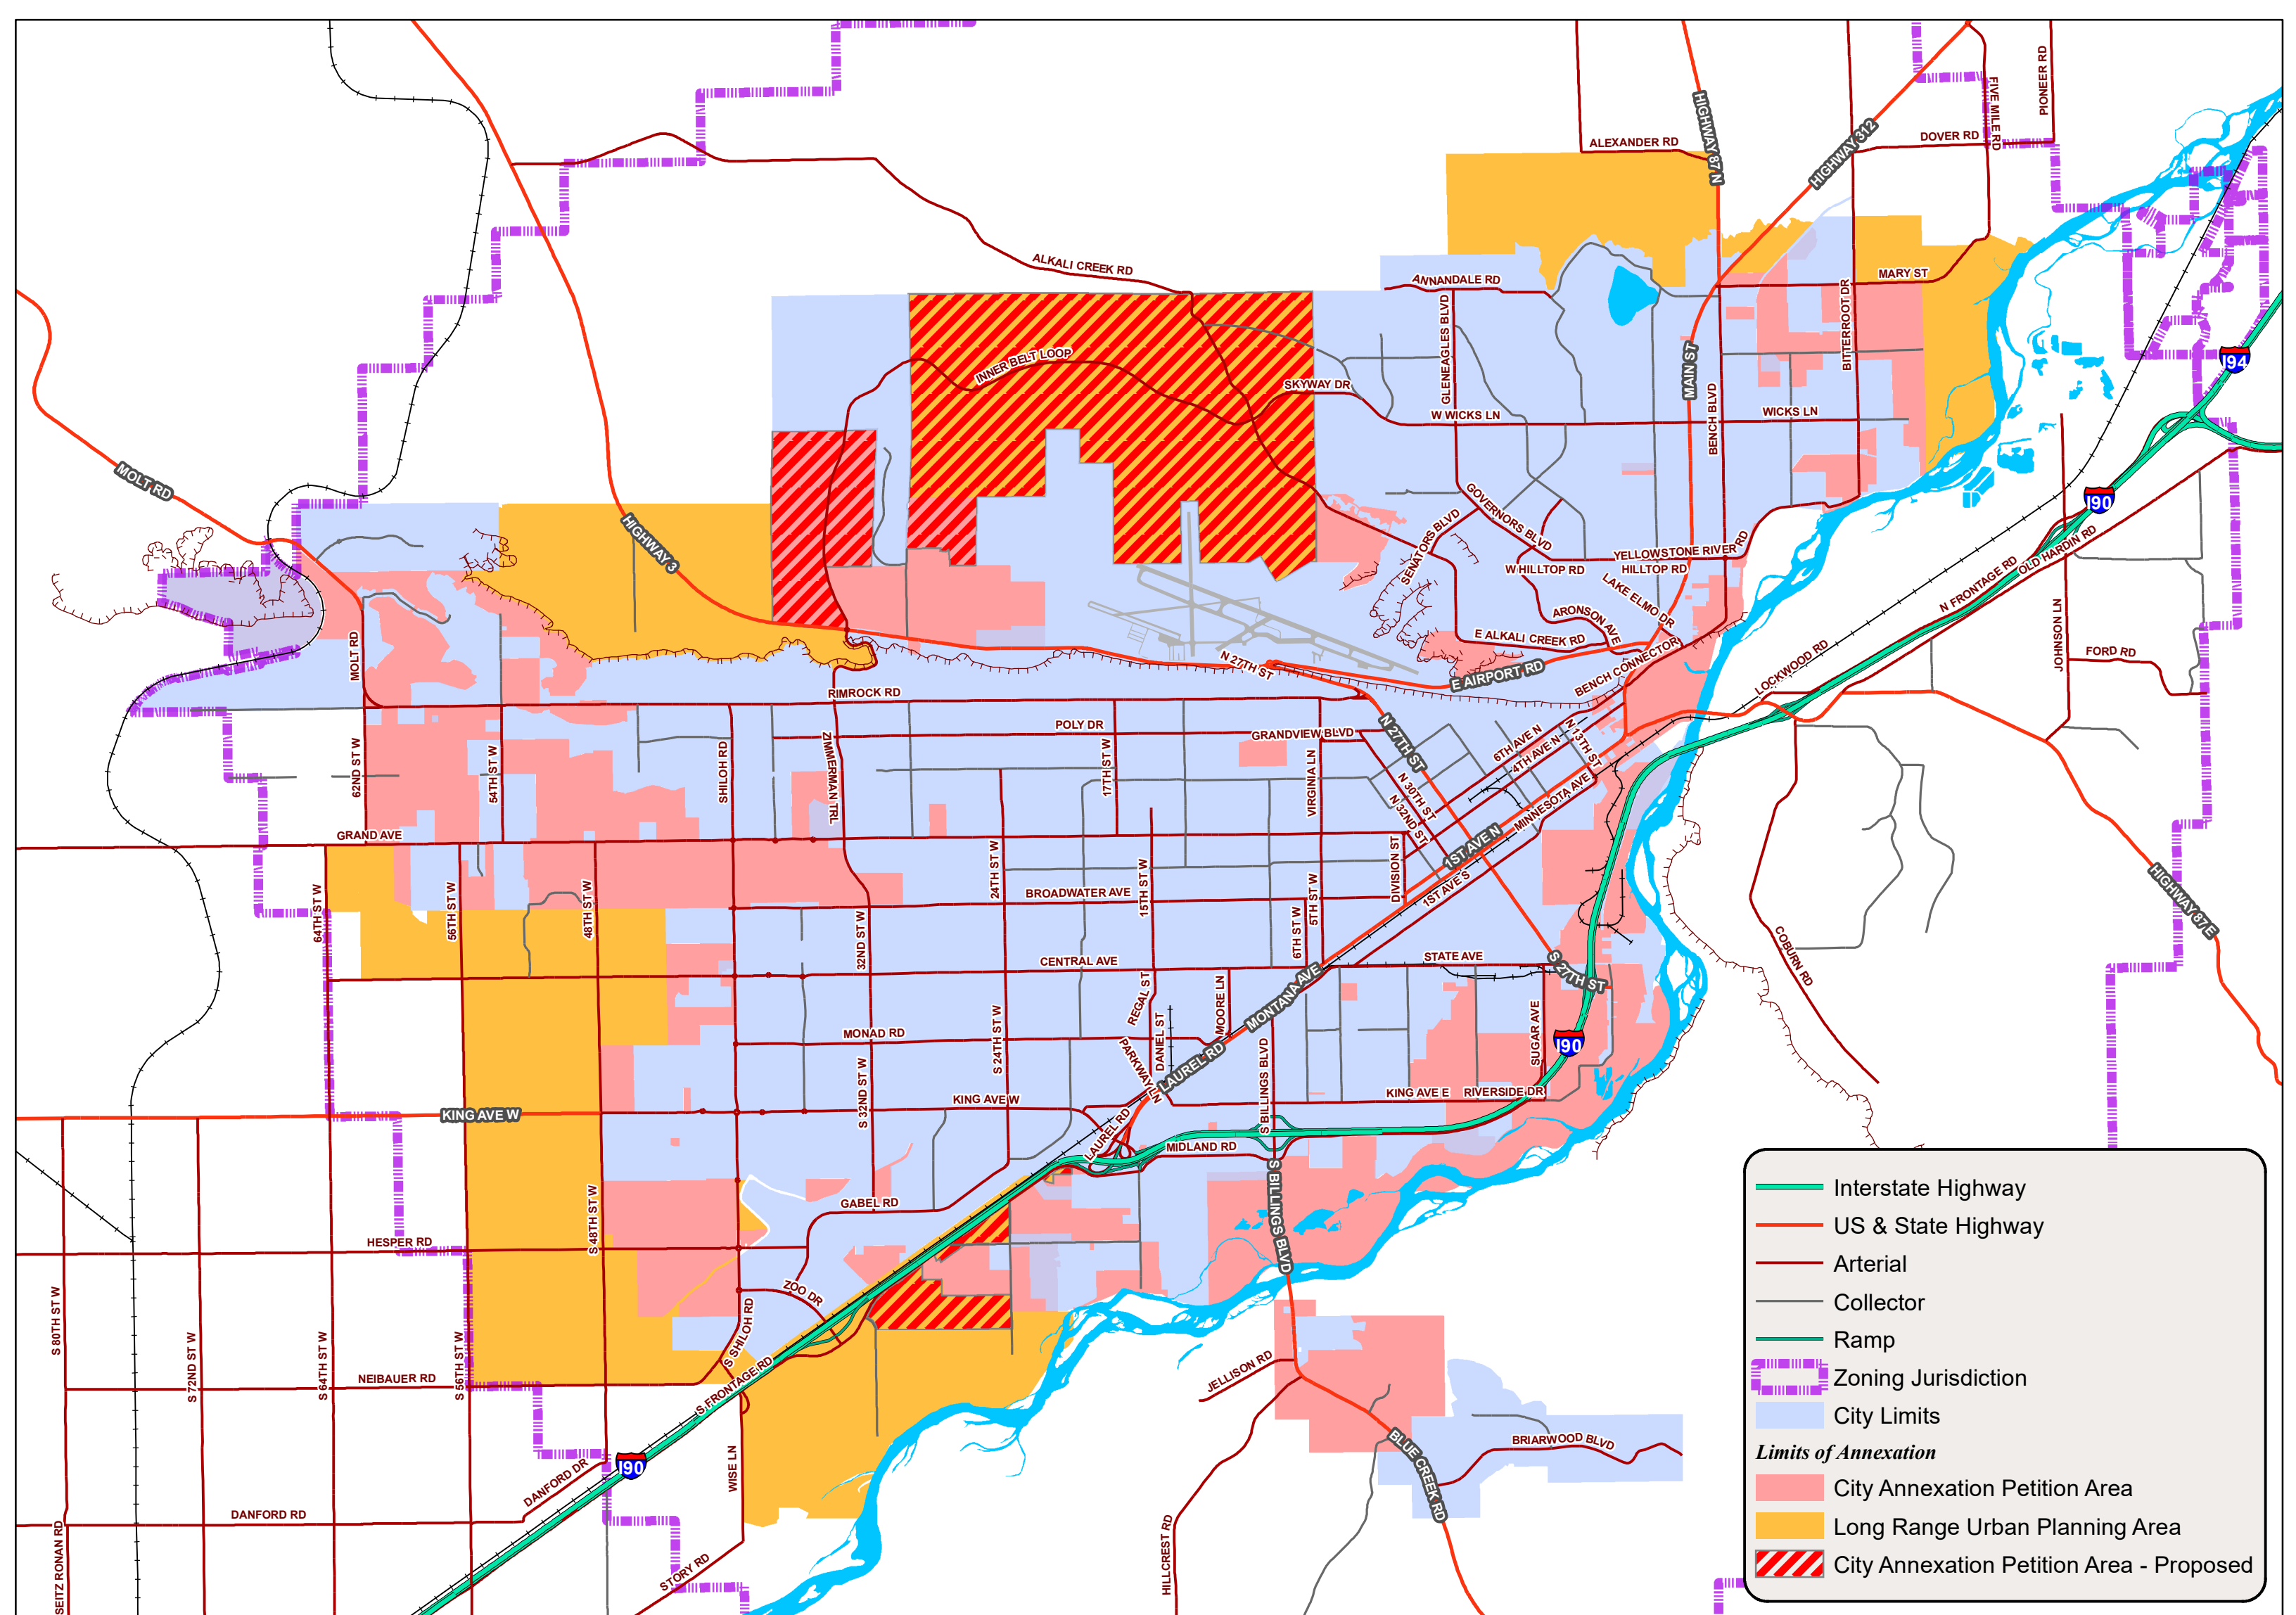 PIONEER RD
FIVE MILE RD
HIGHWAY 87 N
HIGHWAY 312
DOVER RD
ALEXANDER RD
ALKALI CREEK RD
ANNANDALE RD
MARY ST
GLENEAGLES BLVD
BITTERROOT DR
MAIN ST
BENCH BLVD
I94
INNER BELT LOOP
SKYWAY DR
W WICKS LN
WICKS LN
MOLT RD
I90
HIGHWAY 3
GOVERNORS BLVD
SENATORS BLVD
YELLOWSTONE RIVER RD
W HILLTOP RD
HILLTOP RD
OLD HARDIN RD
N FRONTAGE RD
LAKE ELMO DR
ARONSON AVE
E ALKALI CREEK RD
JOHNSON LN
FORD RD
MOLT RD
N 27TH ST
E AIRPORT RD
BENCH CONNECTOR
LOCKWOOD RD
RIMROCK RD
POLY DR
GRANDVIEW BLVD
N 27TH ST
6TH AVE N
4TH AVE N
N 13TH ST
62ND ST W
54TH ST W
SHILOH RD
ZIMMERMAN TRL
17TH ST W
VIRGINIA LN
N 30TH ST
N 32ND ST
MINNESOTA AVE
GRAND AVE
1ST AVE N
1ST AVE S
DIVISION ST
64TH ST W
56TH ST W
48TH ST W
32ND ST W
24TH ST W
BROADWATER AVE
15TH ST W
6TH ST W
5TH ST W
HIGHWAY 87 E
COBURN RD
CENTRAL AVE
STATE AVE
S 27TH ST
REGAL ST
MOORE LN
MONTANA AVE
MONAD RD
S 24TH ST W
DANIEL ST
PARKWAY LN
LAUREL RD
SUGAR AVE
I90
S 32ND ST W
S BILLINGS BLVD
KING AVE W
KING AVE W
KING AVE E
RIVERSIDE DR
LAUREL RD
MIDLAND RD
S BILLINGS BLVD
S 48TH ST W
GABEL RD
HESPER RD
ZOO DR
S 80TH ST W
S 72ND ST W
S 64TH ST W
S 56TH ST W
S SHILOH RD
NEIBAUER RD
S FRONTAGE RD
JELLISON RD
BLUE CREEK RD
BRIARWOOD BLVD
I90
WISE LN
DANFORD DR
DANFORD RD
SEITZ RONAN RD
STORY RD
HILLCREST RD
Interstate Highway
US & State Highway
Arterial
Collector
Ramp
Zoning Jurisdiction
City Limits
Limits of Annexation
City Annexation Petition Area
Long Range Urban Planning Area
City Annexation Petition Area - Proposed